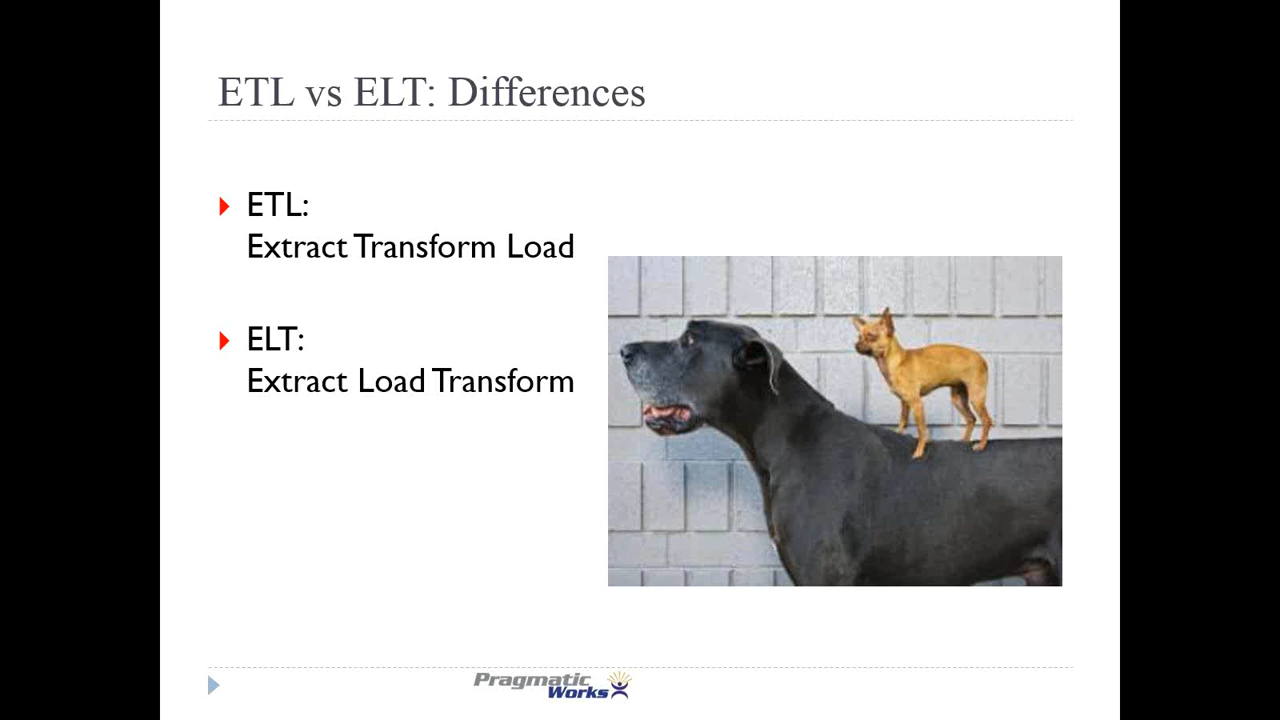 ETL vs ELT: Differences
ETL:
Extract Transform Load
ELT:
Extract Load Transform
Pragmatic
Works